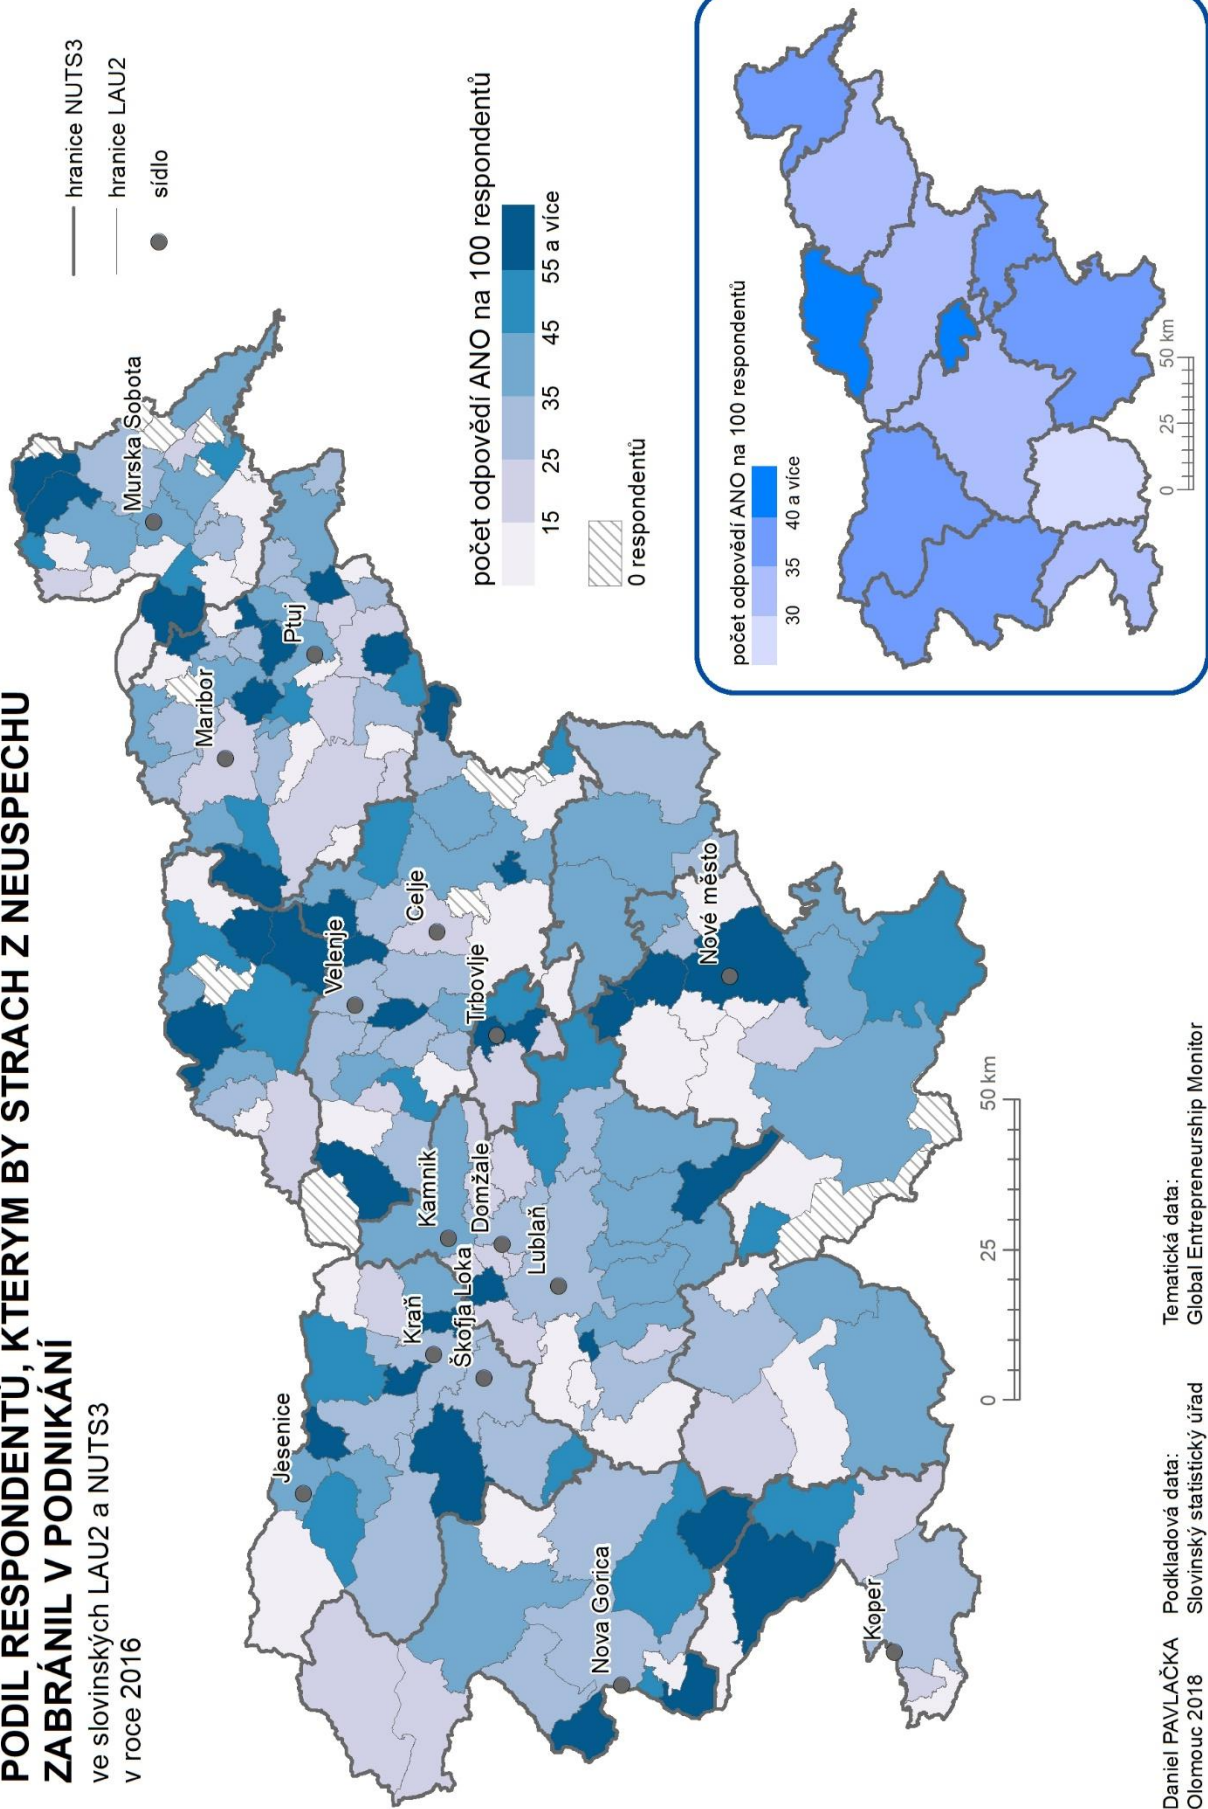 PODÍL RESPONDENTŮ, KTERÝM BY STRACH Z NEÚSPĚCHU
ZABRÁNIL V PODNIKÁNÍ
ve slovinských LAU2 a NUTS3
v roce 2016
hranice NUTS3
hranice LAU2
sídlo
Murska Sobota
Maribor
Ptuj
Velenje
Celje
Trbovlje
Nové město
Jesenice
Kraň
Škofja Loka
Kamnik
Domžale
Lublaň
Nova Gorica
Koper
počet odpovědí ANO na 100 respondentů
15 25 35 45 55 a více
0 respondentů
0 25 50 km
počet odpovědí ANO na 100 respondentů
30 35 40 a více
0 25 50 km
Daniel PAVLAČKA
Olomouc 2018
Podkladová data:
Slovinský statistický úřad
Tematická data:
Global Entrepreneurship Monitor